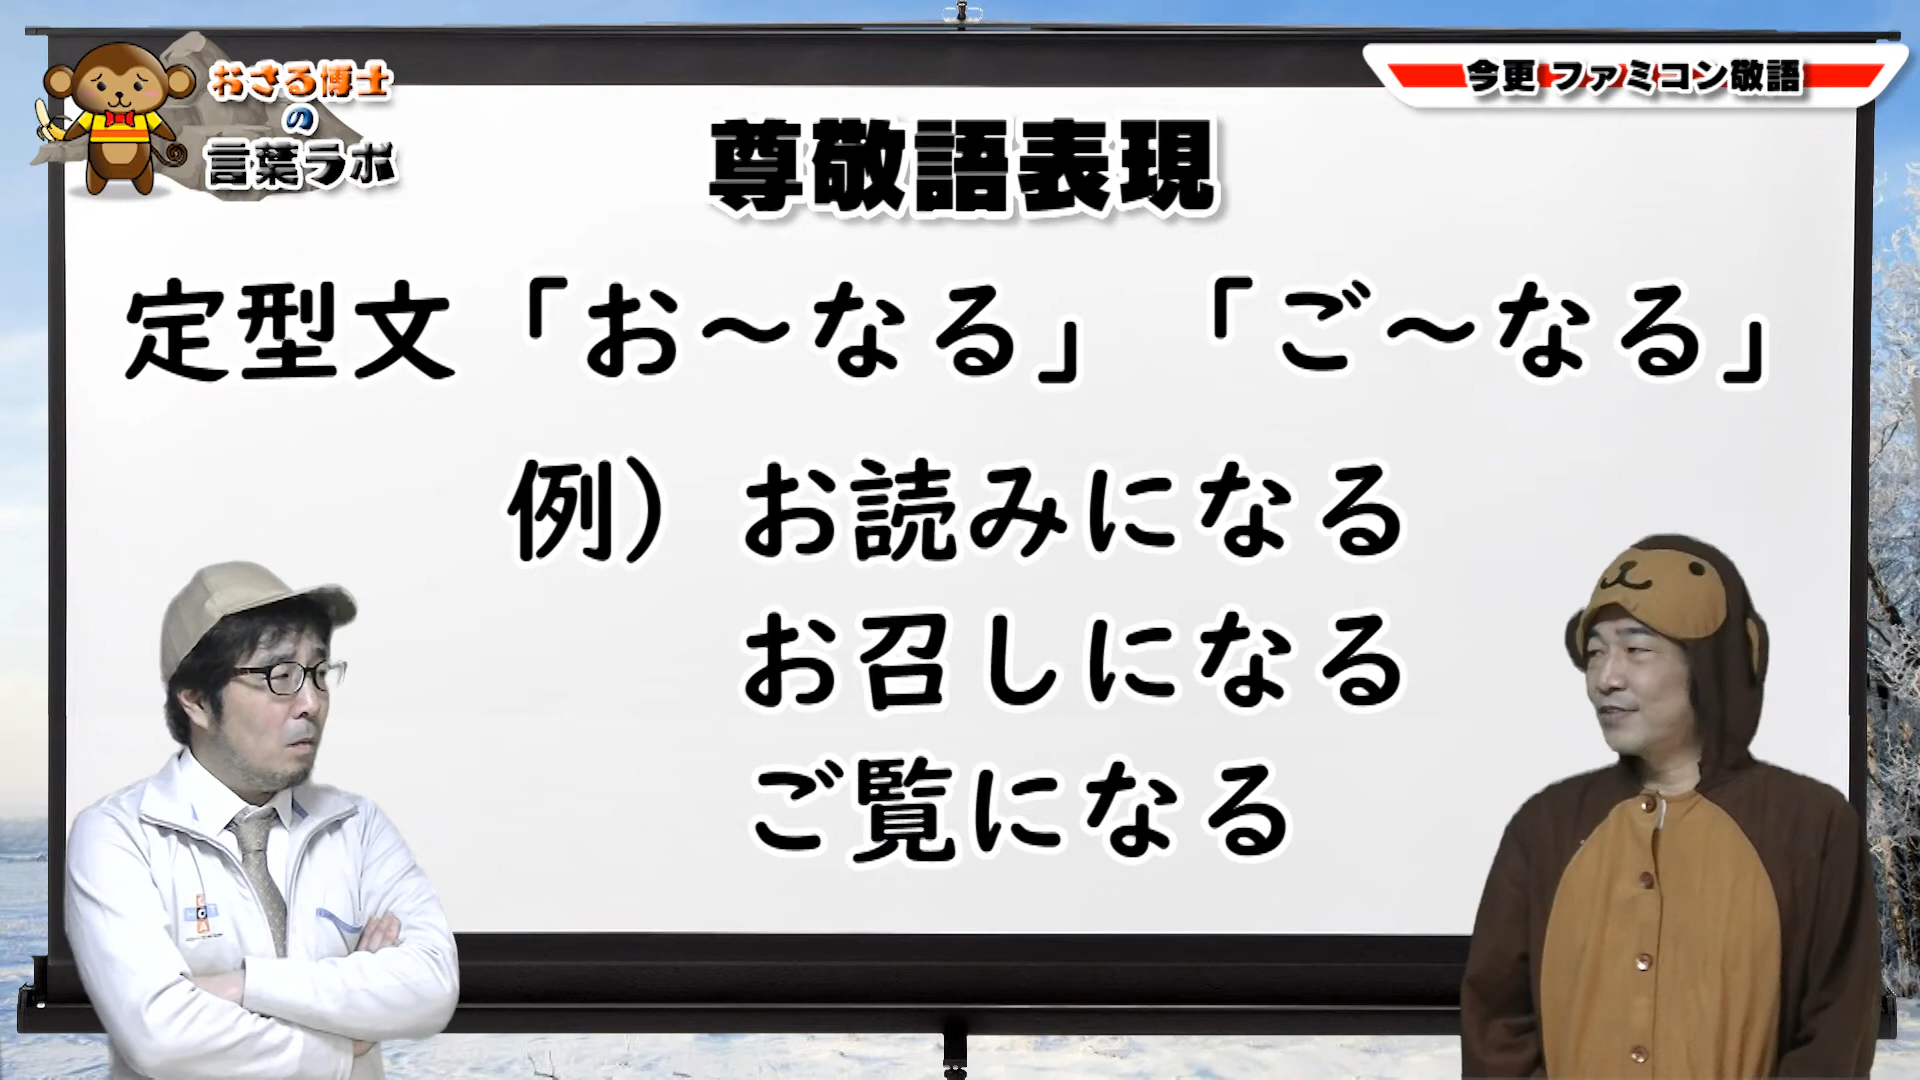 おさる博士
の
言葉ラボ
今更 ファミコン敬語
尊敬語表現
定型文「お～なる」「ご～なる」
例）お読みになる
お召しになる
ご覧になる